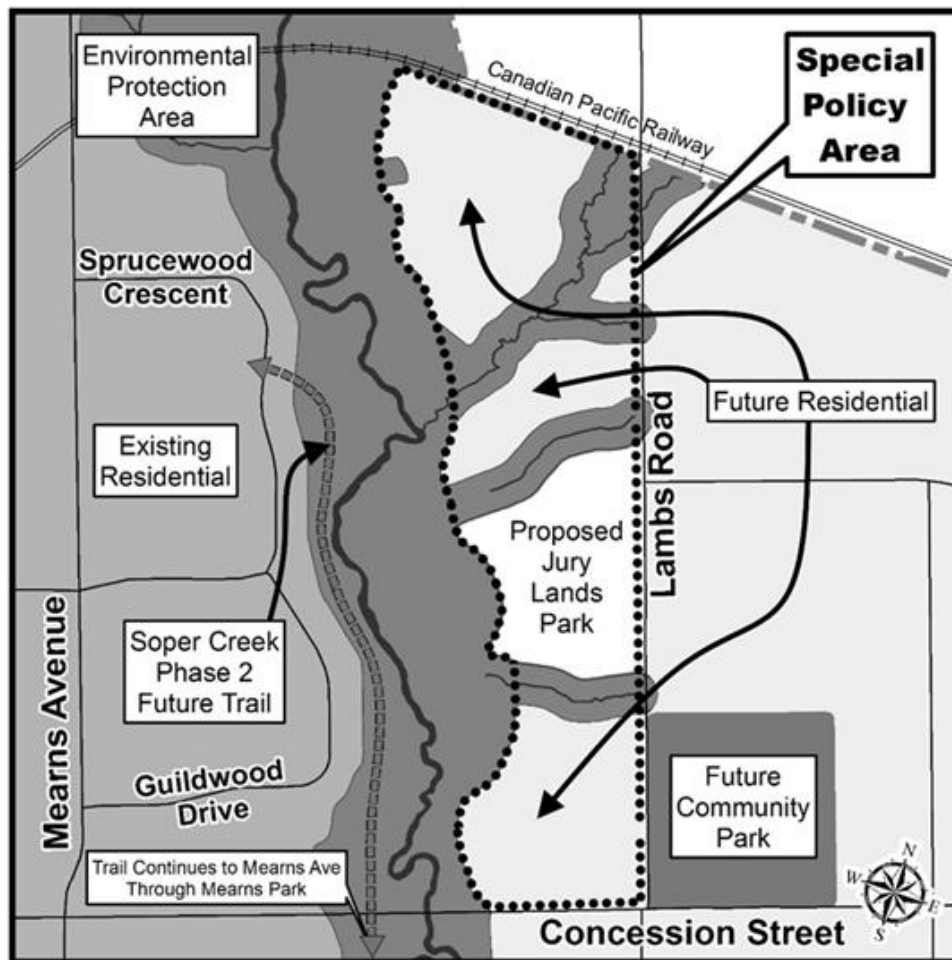 Environmental
Protection
Area
Canadian Pacific Railway
Special
Policy
Area
Sprucewood
Crescent
Future Residential
Existing
Residential
Lambs Road
Proposed
Jury
Lands
Park
Mearns Avenue
Soper Creek
Phase 2
Future Trail
Guildwood
Drive
Future
Community
Park
Trail Continues to Mearns Ave
Through Mearns Park
N
W
E
S
Concession Street